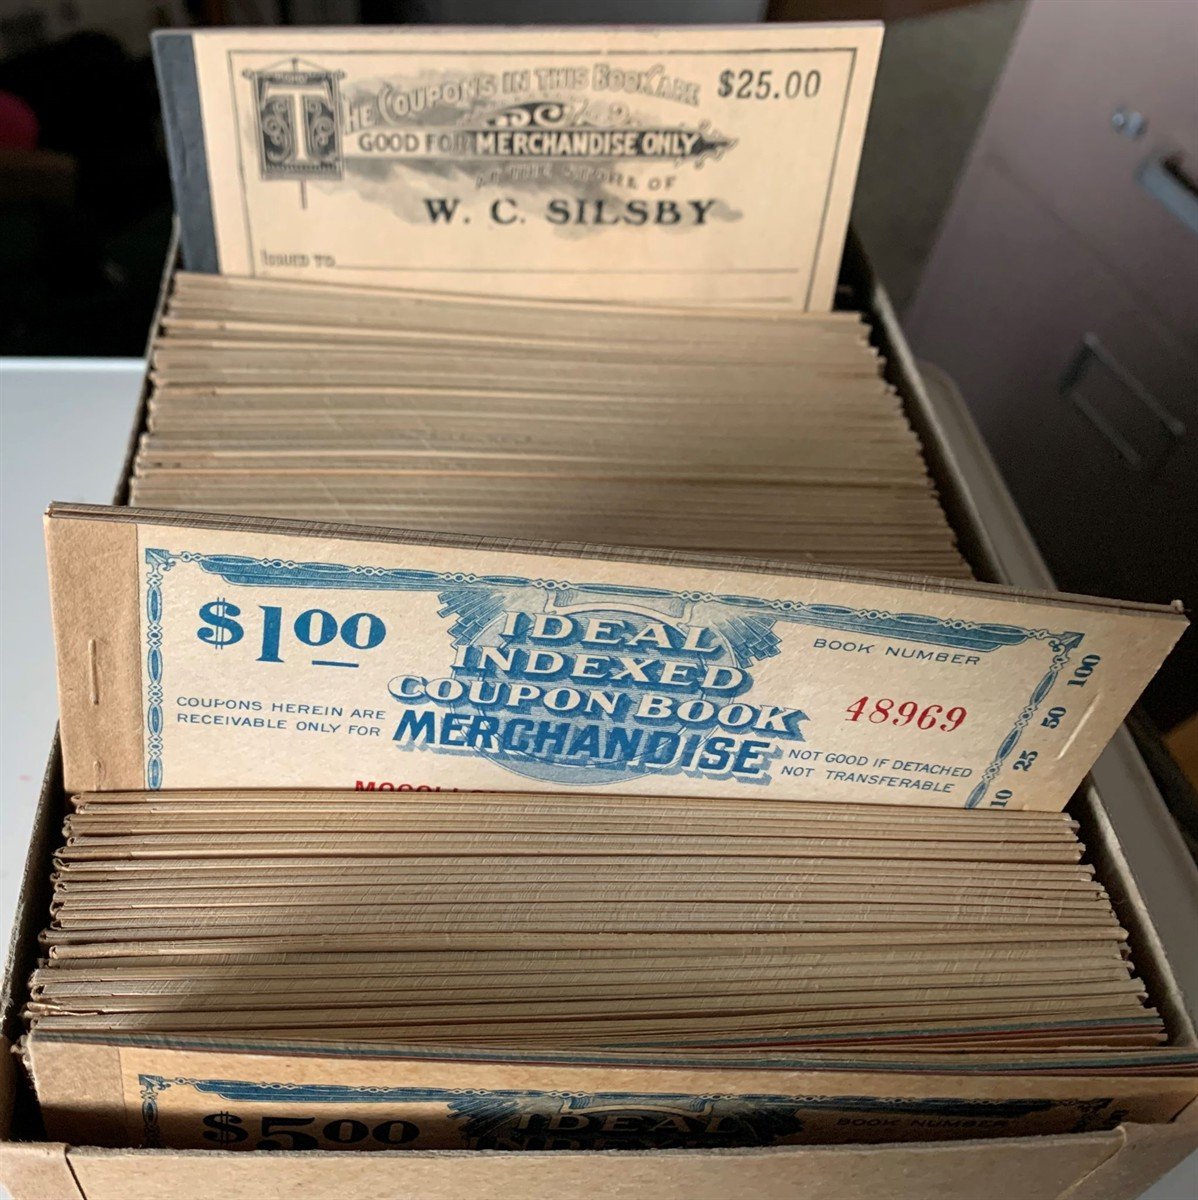 THE COUPONS IN THIS BOOK ARE
$25.00
GOOD FOR MERCHANDISE ONLY
AT THE STORE OF
W. C. SILSBY
ISSUED TO
$1.00
IDEAL
INDEXED
COUPON BOOK
MERCHANDISE
COUPONS HEREIN ARE
RECEIVABLE ONLY FOR
BOOK NUMBER
48969
NOT GOOD IF DETACHED
NOT TRANSFERABLE
100
50
25
10
$5.00
IDEAL
INDEXED
BOOK NUMBER